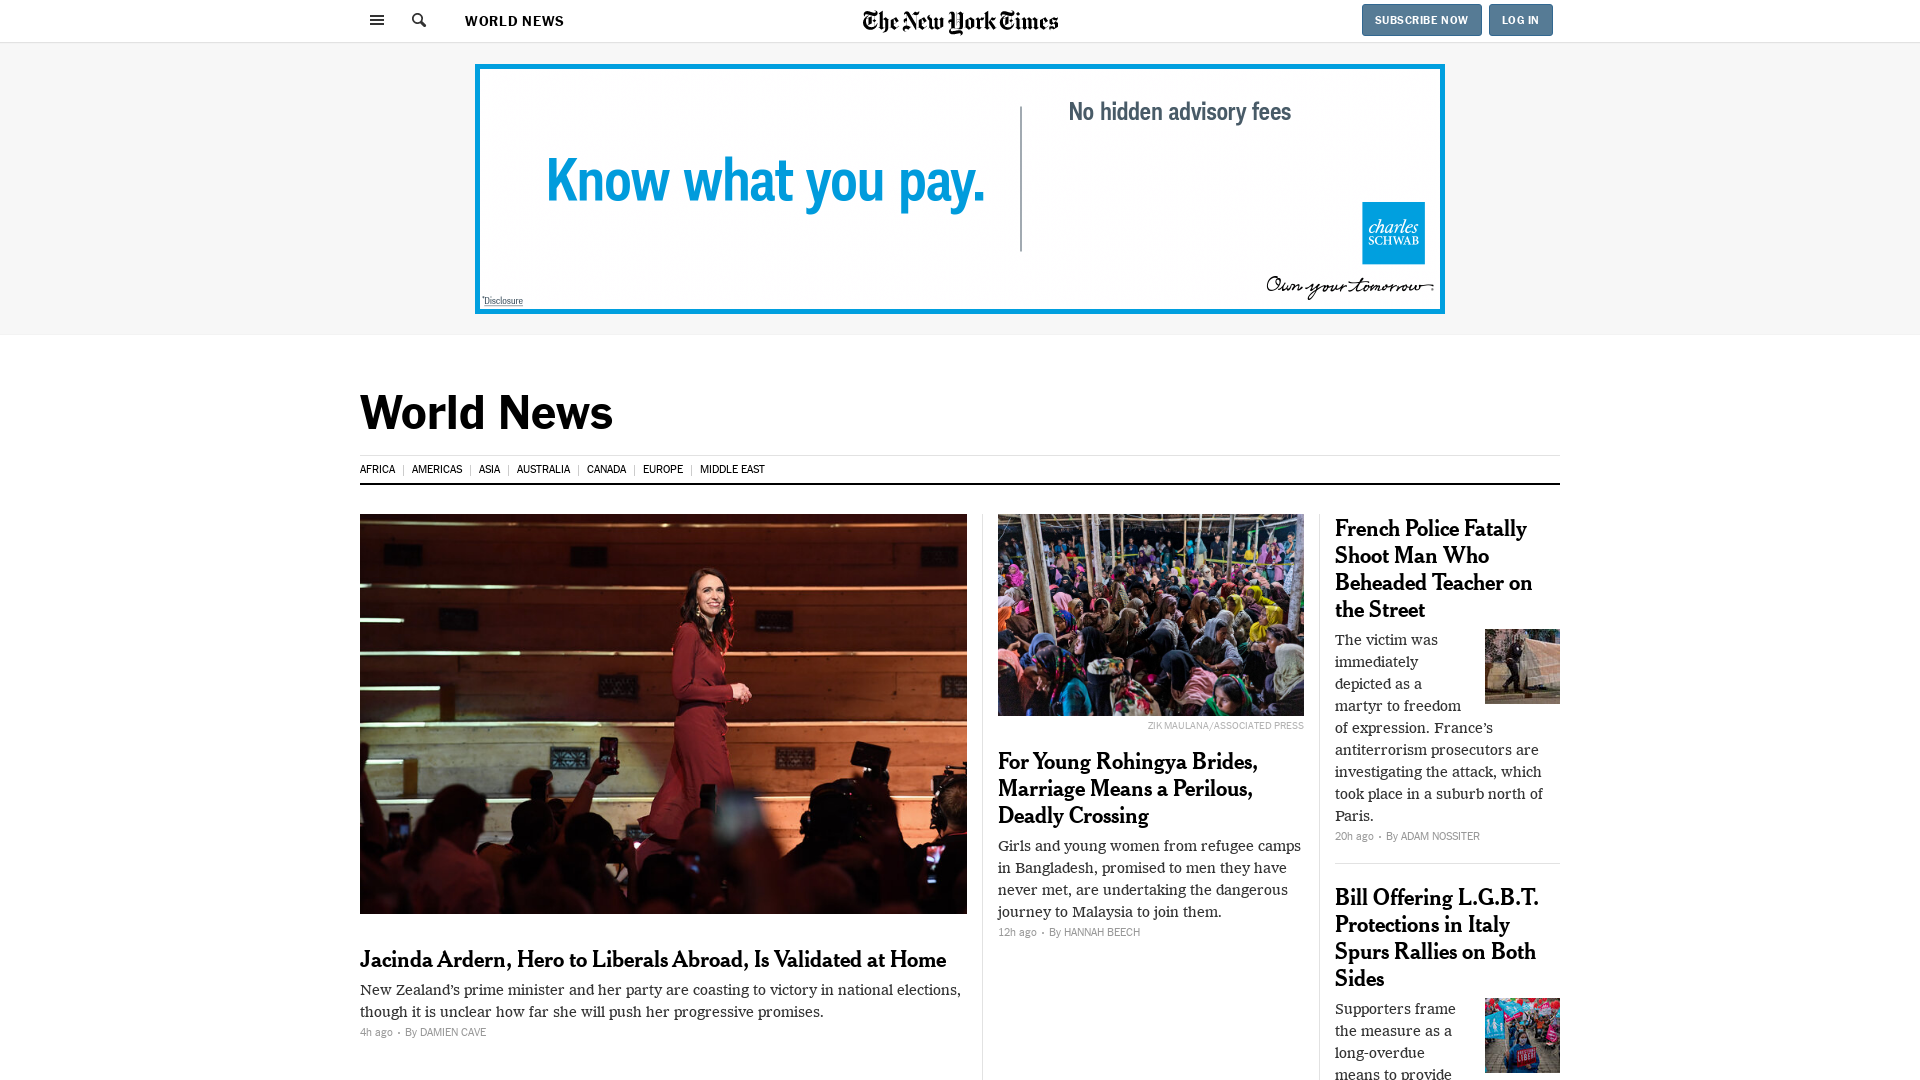 WORLD NEWS
The New York Times
SUBSCRIBE NOW
LOG IN
Know what you pay.
No hidden advisory fees
charles
SCHWAB
Own your tomorrow
*Disclosure
World News
AFRICA
AMERICAS
ASIA
AUSTRALIA
CANADA
EUROPE
MIDDLE EAST
Jacinda Ardern, Hero to Liberals Abroad, Is Validated at Home
New Zealand’s prime minister and her party are coasting to victory in national elections,
though it is unclear how far she will push her progressive promises.
4h ago • By DAMIEN CAVE
ZIK MAULANA/ASSOCIATED PRESS
For Young Rohingya Brides,
Marriage Means a Perilous,
Deadly Crossing
Girls and young women from refugee camps
in Bangladesh, promised to men they have
never met, are undertaking the dangerous
journey to Malaysia to join them.
12h ago • By HANNAH BEECH
French Police Fatally
Shoot Man Who
Beheaded Teacher on
the Street
The victim was
immediately
depicted as a
martyr to freedom
of expression. France’s
antiterrorism prosecutors are
investigating the attack, which
took place in a suburb north of
Paris.
20h ago • By ADAM NOSSITER
Bill Offering L.G.B.T.
Protections in Italy
Spurs Rallies on Both
Sides
Supporters frame
the measure as a
long-overdue
means to provide